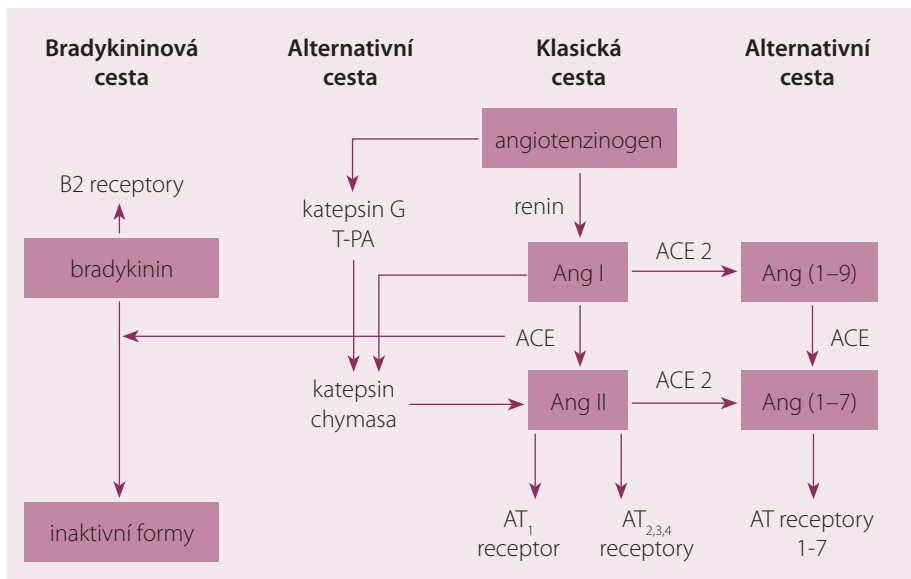 Bradykininová
cesta
Alternativní
cesta
Klasická
cesta
Alternativní
cesta
angiotenzinogen
B2 receptory
katepsin G
T-PA
renin
bradykinin
Ang I
ACE 2
Ang (1–9)
ACE
ACE
katepsin
chymasa
Ang II
ACE 2
Ang (1–7)
inaktivní formy
AT1
receptor
AT2,3,4
receptory
AT receptory
1-7